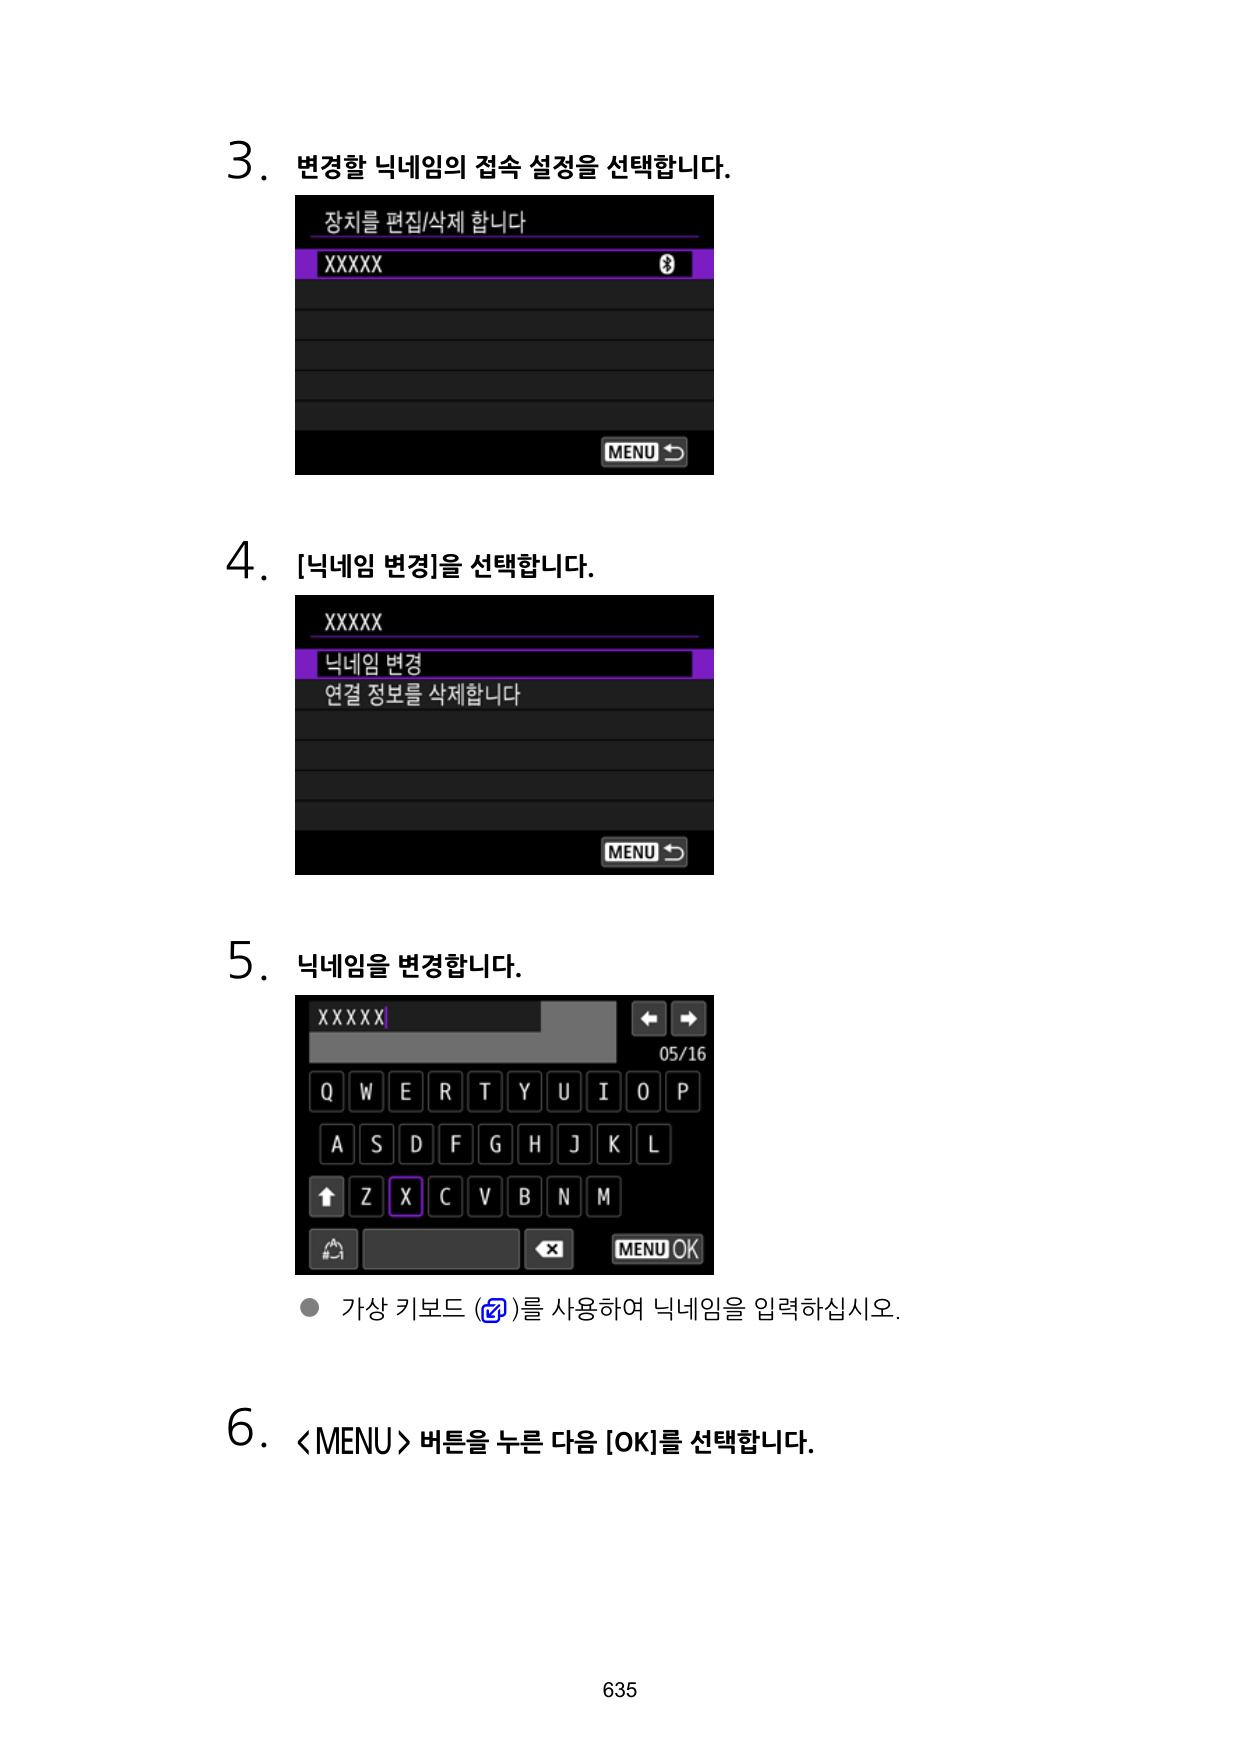 3. 변경할 닉네임의 접속 설정을 선택합니다.
장치를 편집/삭제 합니다
XXXXX
MENU
4. [닉네임 변경]을 선택합니다.
XXXXX
닉네임 변경
연결 정보를 삭제합니다
MENU
5. 닉네임을 변경합니다.
XXXXX
05/16
Q W E R T Y U I O P
A S D F G H J K L
Z X C V B N M
A#1 MENU OK
● 가상 키보드 ()를 사용하여 닉네임을 입력하십시오.
6. <MENU> 버튼을 누른 다음 [OK]를 선택합니다.
635